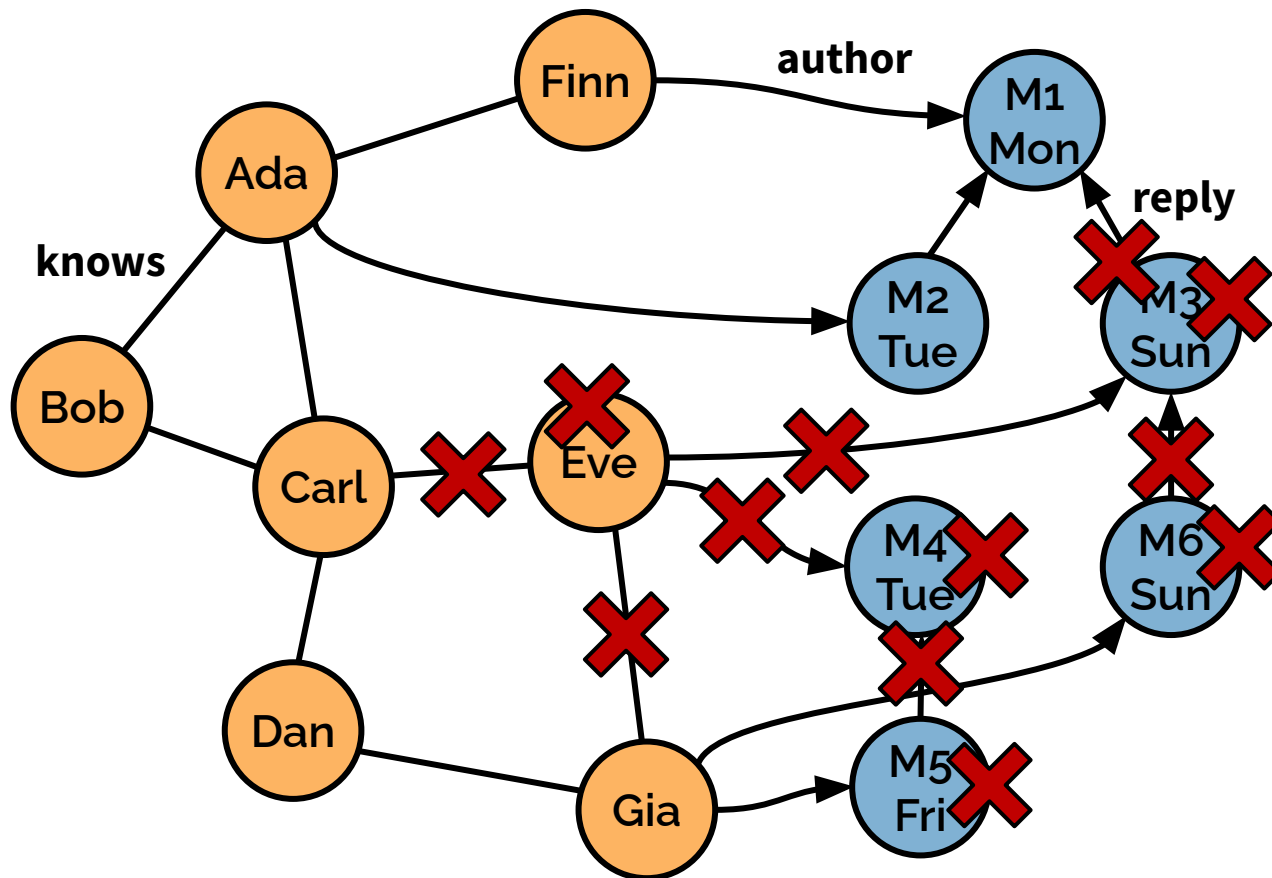 Finn
author
M1
Mon
Ada
reply
knows
M2
Tue
M3
Sun
Bob
Eve
Carl
M4
Tue
M6
Sun
Dan
M5
Fri
Gia